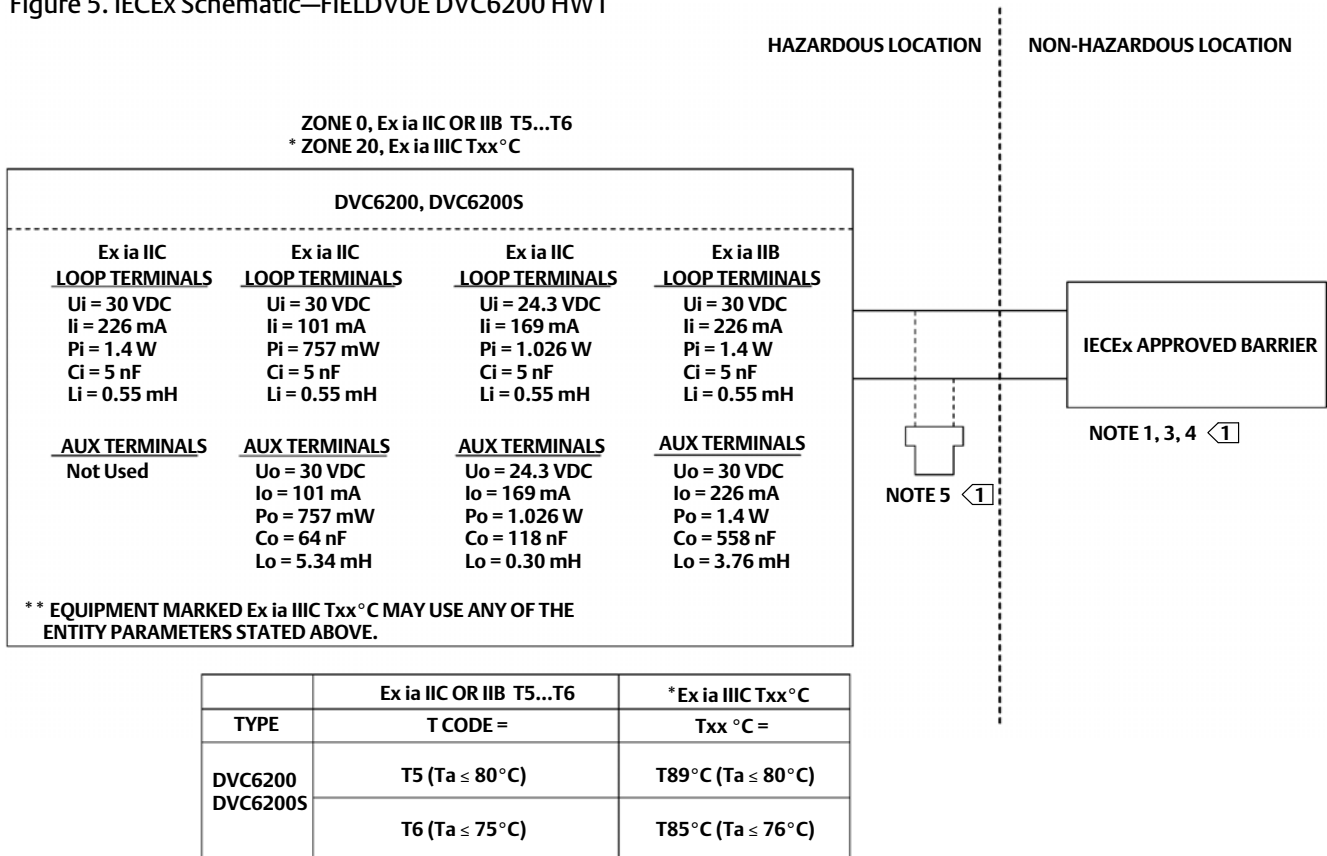 Figure 5. IECEx Schematic—FIELDVUE DVC6200 HW1
HAZARDOUS LOCATION
NON-HAZARDOUS LOCATION
ZONE 0, Ex ia IIC OR IIB T5...T6
* ZONE 20, Ex ia IIIC Txx°C
DVC6200, DVC6200S
Ex ia IIC
LOOP TERMINALS
Ui = 30 VDC
Ii = 226 mA
Pi = 1.4 W
Ci = 5 nF
Li = 0.55 mH
AUX TERMINALS
Not Used
Ex ia IIC
LOOP TERMINALS
Ui = 30 VDC
Ii = 101 mA
Pi = 757 mW
Ci = 5 nF
Li = 0.55 mH
AUX TERMINALS
Uo = 30 VDC
Io = 101 mA
Po = 757 mW
Co = 64 nF
Lo = 5.34 mH
Ex ia IIC
LOOP TERMINALS
Ui = 24.3 VDC
Ii = 169 mA
Pi = 1.026 W
Ci = 5 nF
Li = 0.55 mH
AUX TERMINALS
Uo = 24.3 VDC
Io = 169 mA
Po = 1.026 W
Co = 118 nF
Lo = 0.30 mH
Ex ia IIB
LOOP TERMINALS
Ui = 30 VDC
Ii = 226 mA
Pi = 1.4 W
Ci = 5 nF
Li = 0.55 mH
AUX TERMINALS
Uo = 30 VDC
Io = 226 mA
Po = 1.4 W
Co = 558 nF
Lo = 3.76 mH
** EQUIPMENT MARKED Ex ia IIIC Txx°C MAY USE ANY OF THE
ENTITY PARAMETERS STATED ABOVE.
IECEx APPROVED BARRIER
NOTE 1, 3, 4 1
NOTE 5 1
Ex ia IIC OR IIB T5...T6
*Ex ia IIIC Txx°C
TYPE
T CODE =
Txx °C =
DVC6200
DVC6200S
T5 (Ta ≤ 80°C)
T89°C (Ta ≤ 80°C)
T6 (Ta ≤ 75°C)
T85°C (Ta ≤ 76°C)